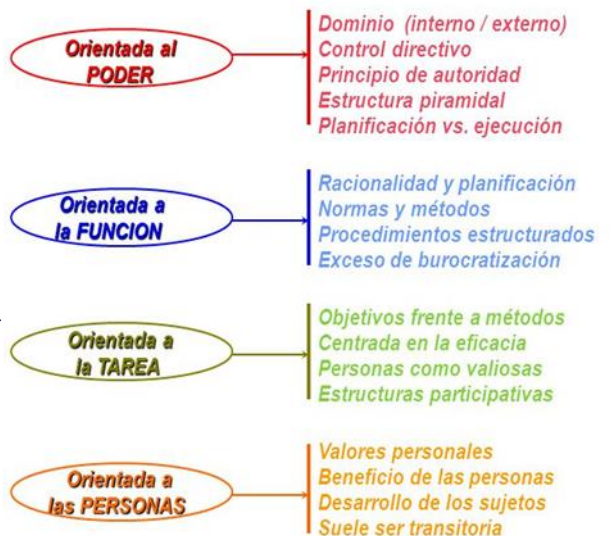 Orientada al
PODER
Dominio (interno / externo)
Control directivo
Principio de autoridad
Estructura piramidal
Planificación vs. ejecución
Orientada a
la FUNCION
Racionalidad y planificación
Normas y métodos
Procedimientos estructurados
Exceso de burocratización
Orientada a
la TAREA
Objetivos frente a métodos
Centrada en la eficacia
Personas como valiosas
Estructuras participativas
Orientada a
las PERSONAS
Valores personales
Beneficio de las personas
Desarrollo de los sujetos
Suele ser transitoria